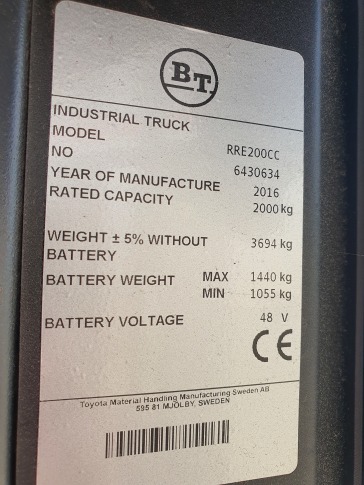 BT
INDUSTRIAL TRUCK
MODEL RRE200CC
NO 6430634
YEAR OF MANUFACTURE 2016
RATED CAPACITY 2000 kg
WEIGHT ± 5% WITHOUT 3694 kg
BATTERY
BATTERY WEIGHT MAX 1440 kg
MIN 1055 kg
BATTERY VOLTAGE 48 V
CE
Toyota Material Handling Manufacturing Sweden AB
595 81 MJÖLBY, SWEDEN